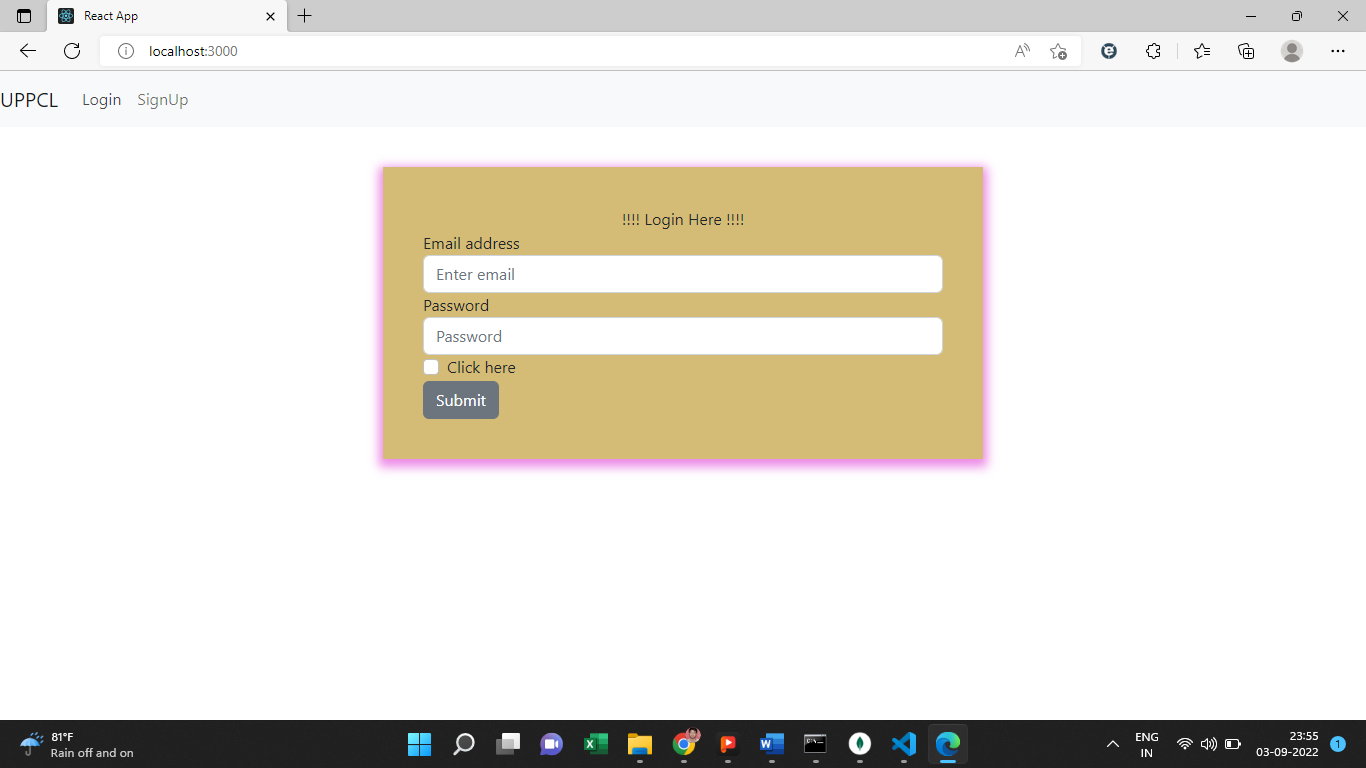 React App
localhost:3000
UPPCL Login SignUp
!!!! Login Here !!!!
Email address
Enter email
Password
Password
Click here
Submit
81°F
Rain off and on
ENG
IN
23:55
03-09-2022
1